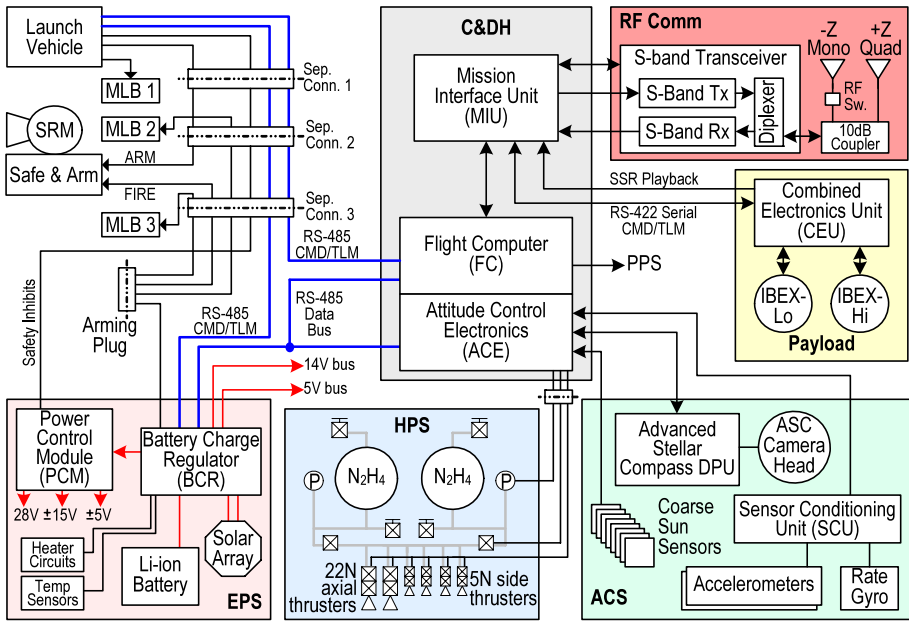 Launch
Vehicle
MLB 1
Sep.
Conn. 1
SRM
MLB 2
Sep.
Conn. 2
ARM
Safe & Arm
FIRE
MLB 3
Sep.
Conn. 3
RS-485
CMD/TLM
Safety Inhibits
Arming
Plug
RS-485
CMD/TLM
RS-485
Data
Bus
14V bus
5V bus
C&DH
Mission
Interface Unit
(MIU)
Flight Computer
(FC)
PPS
Attitude Control
Electronics
(ACE)
RF Comm
-Z
Mono
+Z
Quad
S-band Transceiver
S-Band Tx
S-Band Rx
Diplexer
RF
Sw.
10dB
Coupler
SSR Playback
RS-422 Serial
CMD/TLM
Combined
Electronics Unit
(CEU)
IBEX-
Lo
IBEX-
Hi
Payload
Power
Control
Module
(PCM)
Battery Charge
Regulator
(BCR)
28V ±15V ±5V
Heater
Circuits
Temp
Sensors
Li-ion
Battery
Solar
Array
EPS
HPS
N2H4
N2H4
P
P
22N
axial
thrusters
5N side
thrusters
Advanced
Stellar
Compass DPU
ASC
Camera
Head
Coarse
Sun
Sensors
Sensor Conditioning
Unit (SCU)
Accelerometers
Rate
Gyro
ACS